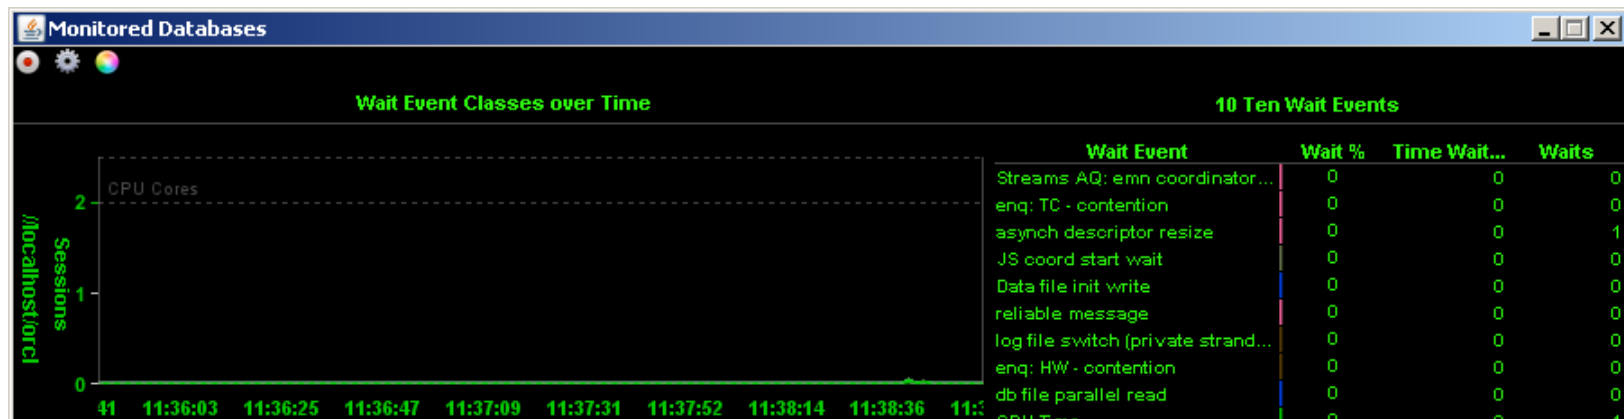 Monitored Databases
Wait Event Classes over Time
10 Ten Wait Events
Wait Event Wait % Time Wait... Waits
Streams AQ: emn coordinator... 0 0 0
enq: TC - contention 0 0 0
asynch descriptor resize 0 0 1
JS coord start wait 0 0 0
Data file init write 0 0 0
reliable message 0 0 0
log file switch (private strand... 0 0 0
enq: HW - contention 0 0 0
db file parallel read 0 0 0
CPU Time
//localhost/orcl
Sessions
CPU Cores
2
1
0
41 11:36:03 11:36:25 11:36:47 11:37:09 11:37:31 11:37:52 11:38:14 11:38:36 11:3